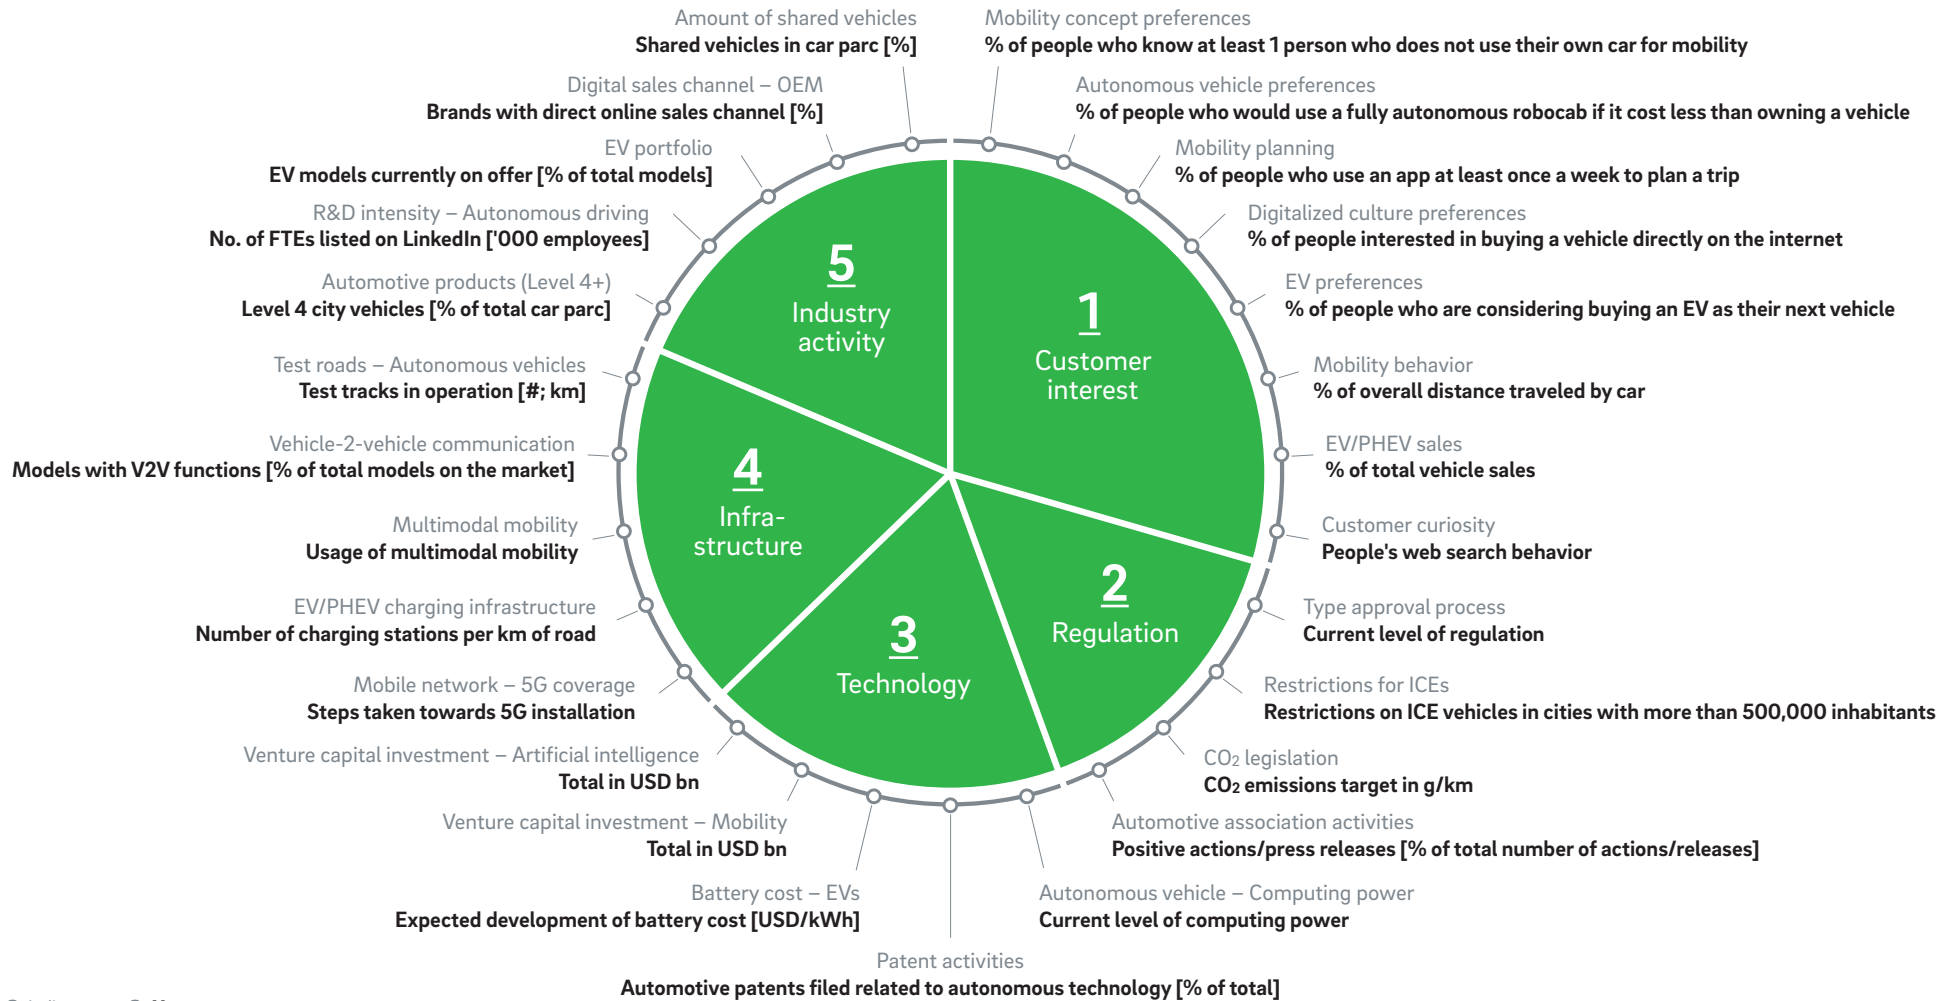 Amount of shared vehicles
Shared vehicles in car parc [%]
Mobility concept preferences
% of people who know at least 1 person who does not use their own car for mobility
Digital sales channel – OEM
Brands with direct online sales channel [%]
Autonomous vehicle preferences
% of people who would use a fully autonomous robocab if it cost less than owning a vehicle
EV portfolio
EV models currently on offer [% of total models]
Mobility planning
% of people who use an app at least once a week to plan a trip
R&D intensity – Autonomous driving
No. of FTEs listed on LinkedIn ['000 employees]
Digitalized culture preferences
% of people interested in buying a vehicle directly on the internet
Automotive products (Level 4+)
Level 4 city vehicles [% of total car parc]
EV preferences
% of people who are considering buying an EV as their next vehicle
Test roads – Autonomous vehicles
Test tracks in operation [#; km]
Mobility behavior
% of overall distance traveled by car
Vehicle-2-vehicle communication
Models with V2V functions [% of total models on the market]
EV/PHEV sales
% of total vehicle sales
Multimodal mobility
Usage of multimodal mobility
Customer curiosity
People's web search behavior
EV/PHEV charging infrastructure
Number of charging stations per km of road
Type approval process
Current level of regulation
Mobile network – 5G coverage
Steps taken towards 5G installation
Restrictions for ICEs
Restrictions on ICE vehicles in cities with more than 500,000 inhabitants
Venture capital investment – Artificial intelligence
Total in USD bn
CO2 legislation
CO2 emissions target in g/km
Venture capital investment – Mobility
Total in USD bn
Automotive association activities
Positive actions/press releases [% of total number of actions/releases]
Battery cost – EVs
Expected development of battery cost [USD/kWh]
Autonomous vehicle – Computing power
Current level of computing power
Patent activities
Automotive patents filed related to autonomous technology [% of total]
5
Industry
activity
1
Customer
interest
4
Infra-
structure
2
Regulation
3
Technology